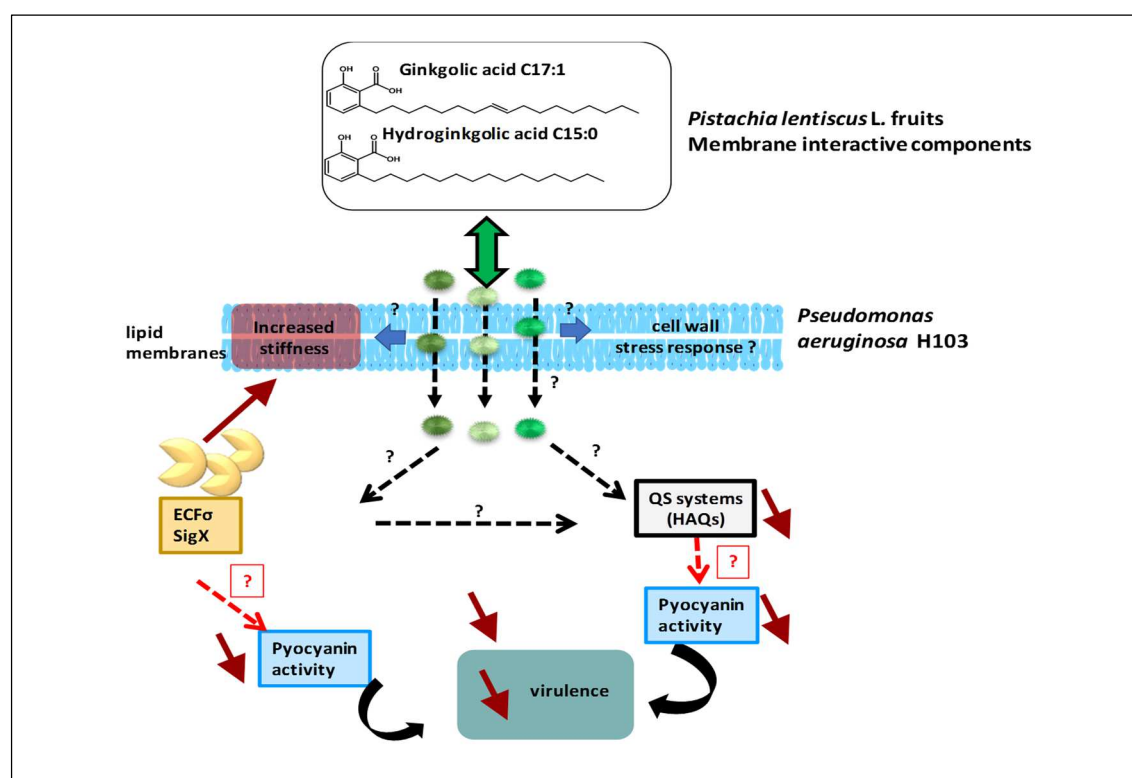 Ginkgolic acid C17:1
OH
O
OH
Hydroginkgolic acid C15:0
OH
O
OH
Pistachia lentiscus L. fruits
Membrane interactive components
lipid
membranes
Increased
stiffness
?
?
cell wall
stress response ?
Pseudomonas
aeruginosa H103
?
?
?
?
ECFσ
SigX
QS systems
(HAQs)
?
?
Pyocyanin
activity
Pyocyanin
activity
virulence